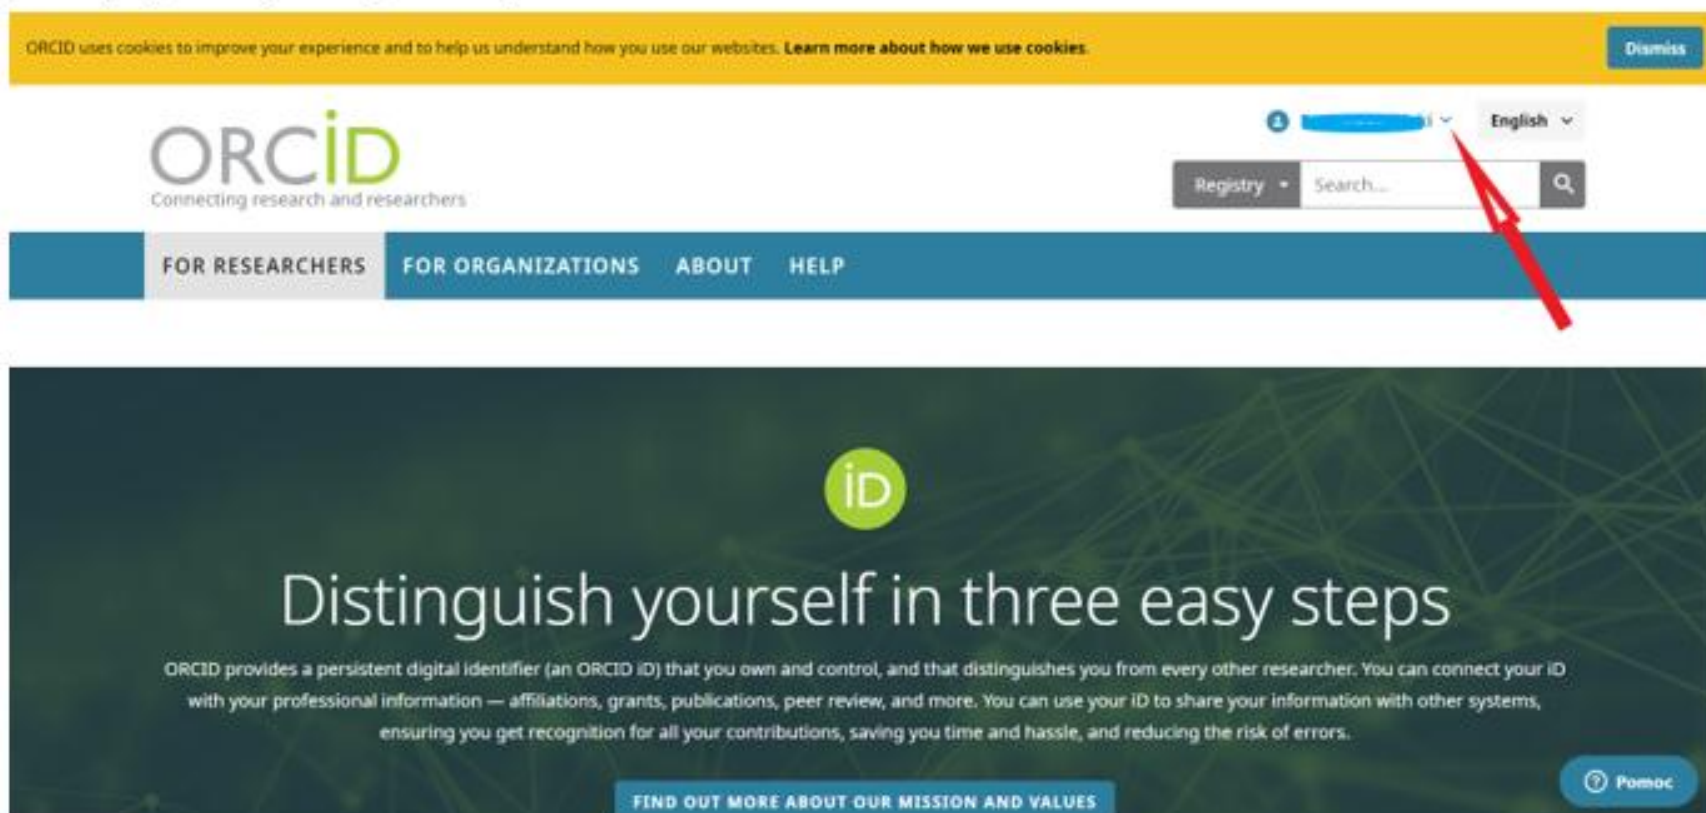 ORCID uses cookies to improve your experience and to help us understand how you use our websites. Learn more about how we use cookies.
Dismiss
ORCiD
Connecting research and researchers
English
Registry
Search...
FOR RESEARCHERS FOR ORGANIZATIONS ABOUT HELP
iD
Distinguish yourself in three easy steps
ORCID provides a persistent digital identifier (an ORCID iD) that you own and control, and that distinguishes you from every other researcher. You can connect your iD
with your professional information — affiliations, grants, publications, peer review, and more. You can use your iD to share your information with other systems,
ensuring you get recognition for all your contributions, saving you time and hassle, and reducing the risk of errors.
Pomoc
FIND OUT MORE ABOUT OUR MISSION AND VALUES